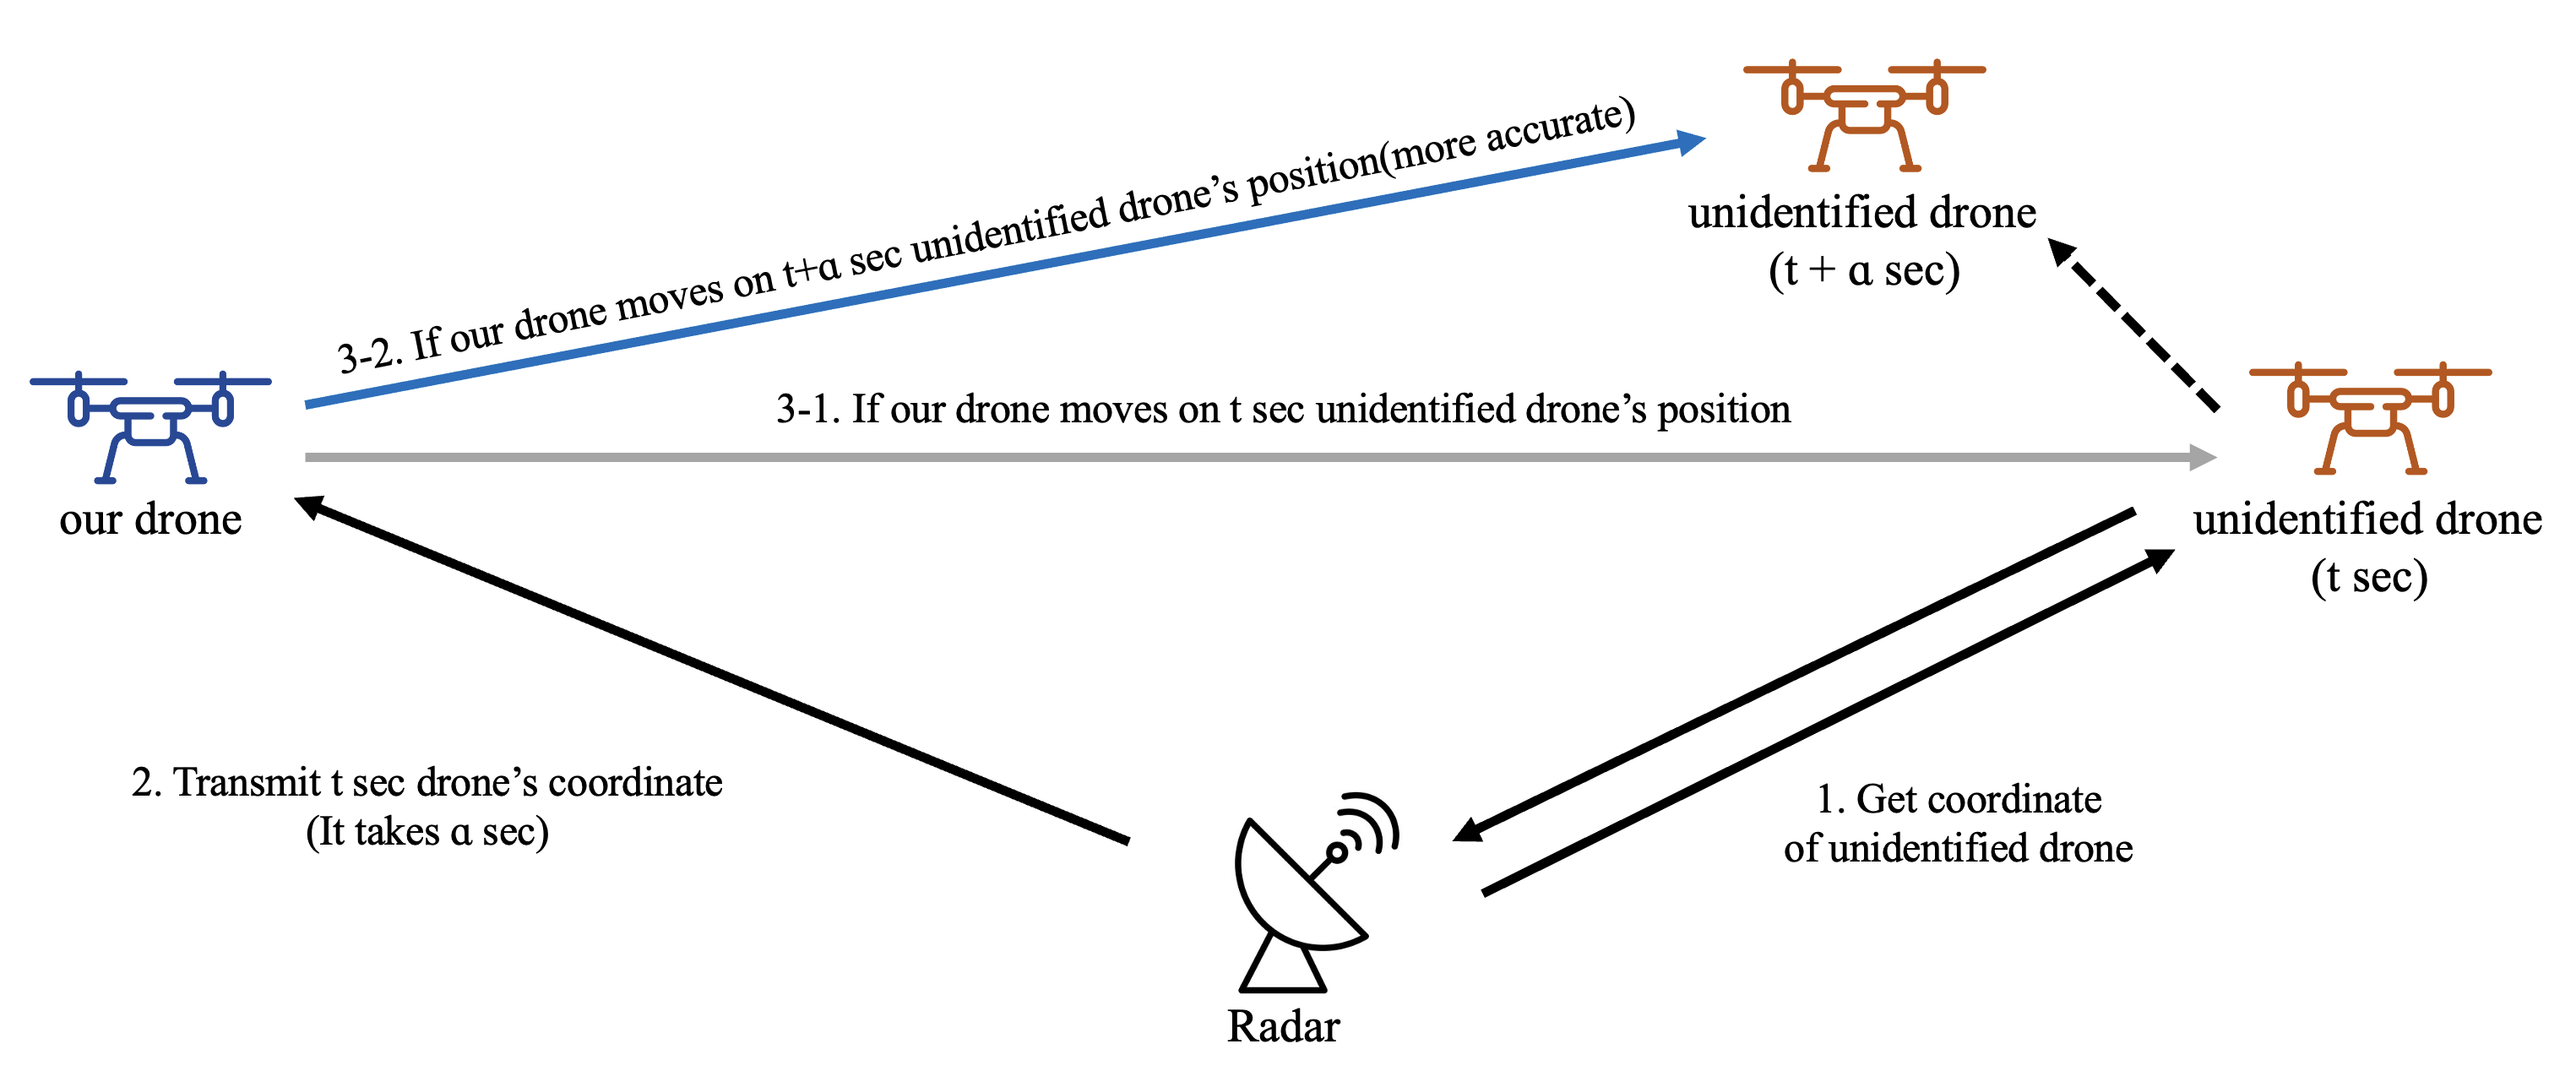 unidentified drone
(t + ɑ sec)
3-2. If our drone moves on t+ɑ sec unidentified drone’s position(more accurate)
3-1. If our drone moves on t sec unidentified drone’s position
our drone
unidentified drone
(t sec)
2. Transmit t sec drone’s coordinate
(It takes ɑ sec)
1. Get coordinate
of unidentified drone
Radar